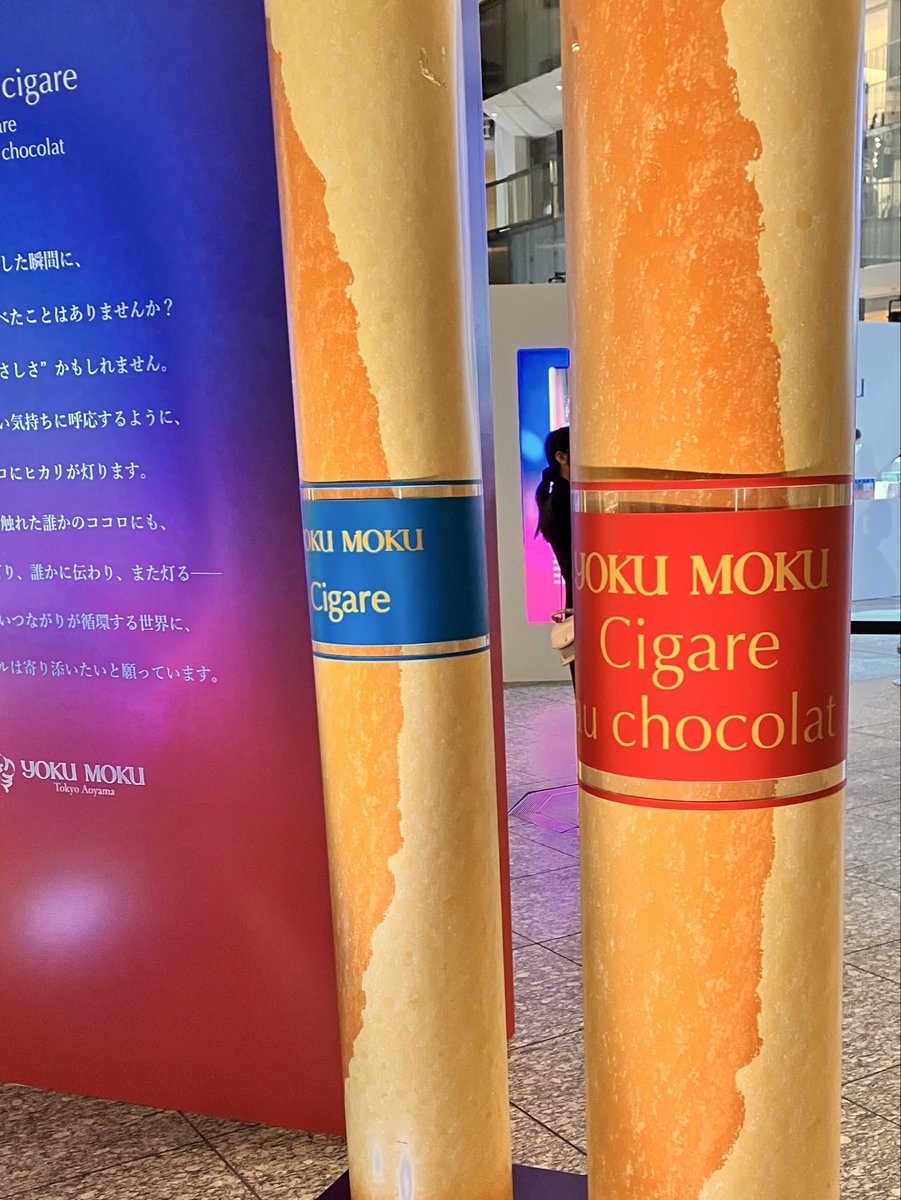 cigare
chocolat
した瞬間に、
べたことはありませんか？
さしさ”かもしれません。
い気持ちに呼応するように、
コにヒカリが灯ります。
触れた誰かのココロにも、
り、誰かに伝わり、また灯る──
いつながりが循環する世界に、
ルは寄り添いたいと願っています。
YOKU MOKU
Tokyo Aoyama
YOKU MOKU
Cigare
YOKU MOKU
Cigare
au chocolat